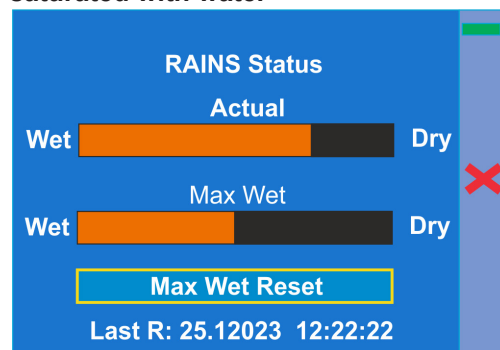 RAINS Status
Actual
Wet Dry
Max Wet
Wet Dry
Max Wet Reset
Last R: 25.12023 12:22:22